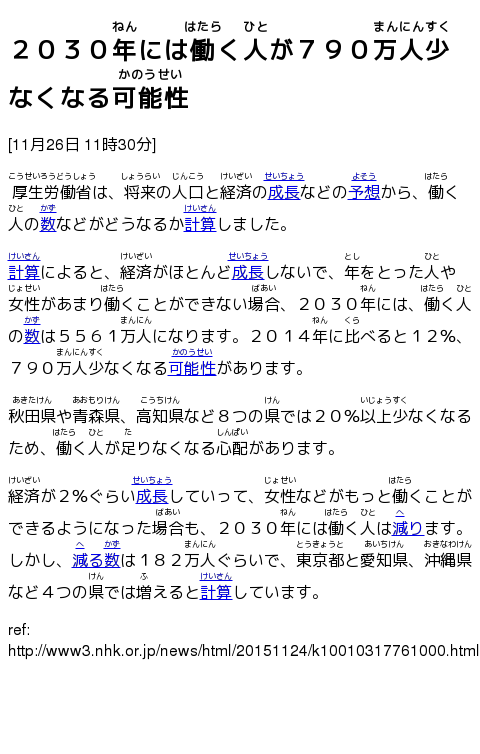 ２０３０年には働く人が７９０万人少
なくなる可能性
[11月26日 11時30分]
厚生労働省は、将来の人口と経済の成長などの予想から、働く
人の数などがどうなるか計算しました。
計算によると、経済がほとんど成長しないで、年をとった人や
女性があまり働くことができない場合、２０３０年には、働く人
の数は５５６１万人になります。２０１４年に比べると１２％、
７９０万人少なくなる可能性があります。
秋田県や青森県、高知県など８つの県では２０％以上少なくなる
ため、働く人が足りなくなる心配があります。
経済が２％ぐらい成長していって、女性などがもっと働くことが
できるようになった場合も、２０３０年には働く人は減ります。
しかし、減る数は１８２万人ぐらいで、東京都と愛知県、沖縄県
など４つの県では増えると計算しています。
ref:
http://www3.nhk.or.jp/news/html/20151124/k10010317761000.html